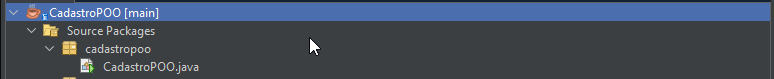 CadastroPOO [main]
Source Packages
cadastropoo
CadastroPOO.java